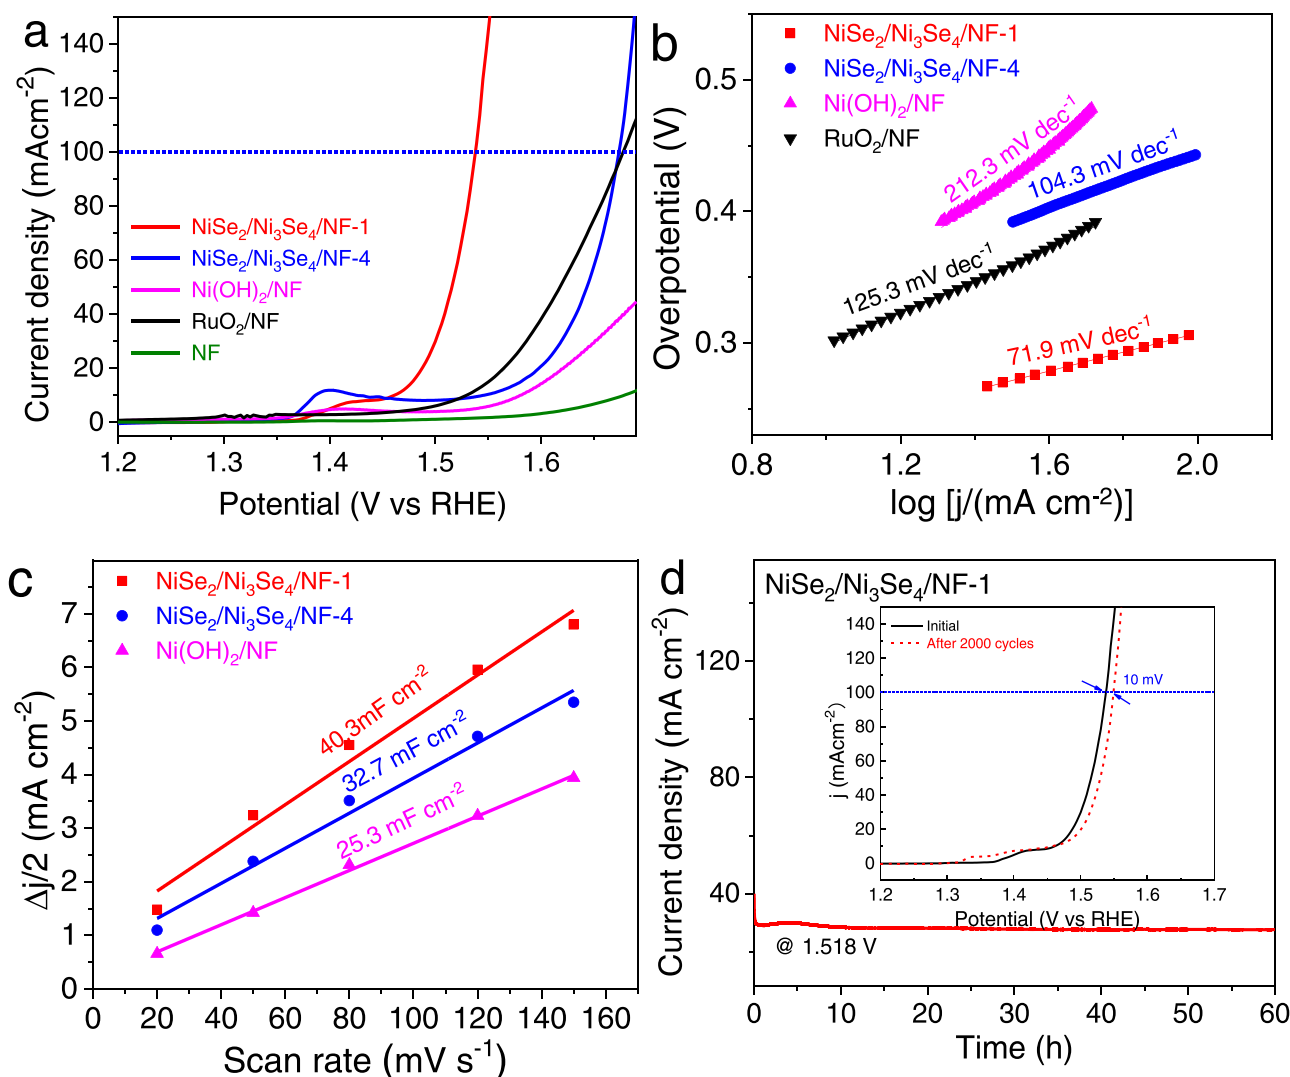 a
140
120
100
80
60
40
20
0
Current density (mAcm⁻²)
NiSe₂/Ni₃Se₄/NF-1
NiSe₂/Ni₃Se₄/NF-4
Ni(OH)₂/NF
RuO₂/NF
NF
1.2 1.3 1.4 1.5 1.6
Potential (V vs RHE)
b
NiSe₂/Ni₃Se₄/NF-1
NiSe₂/Ni₃Se₄/NF-4
Ni(OH)₂/NF
RuO₂/NF
0.5
0.4
0.3
Overpotential (V)
212.3 mV dec⁻¹
104.3 mV dec⁻¹
125.3 mV dec⁻¹
71.9 mV dec⁻¹
0.8 1.2 1.6 2.0
log [j/(mA cm⁻²)]
c
NiSe₂/Ni₃Se₄/NF-1
NiSe₂/Ni₃Se₄/NF-4
Ni(OH)₂/NF
7
6
5
4
3
2
1
0
Δj/2 (mA cm⁻²)
40.3mF cm⁻²
32.7 mF cm⁻²
25.3 mF cm⁻²
0 20 40 60 80 100 120 140 160
Scan rate (mV s⁻¹)
d
NiSe₂/Ni₃Se₄/NF-1
120
80
40
Current density (mA cm⁻²)
140
120
100
80
60
40
20
0
j (mAcm⁻²)
Initial
After 2000 cycles
10 mV
1.2 1.3 1.4 1.5 1.6 1.7
Potential (V vs RHE)
@ 1.518 V
0 10 20 30 40 50 60
Time (h)